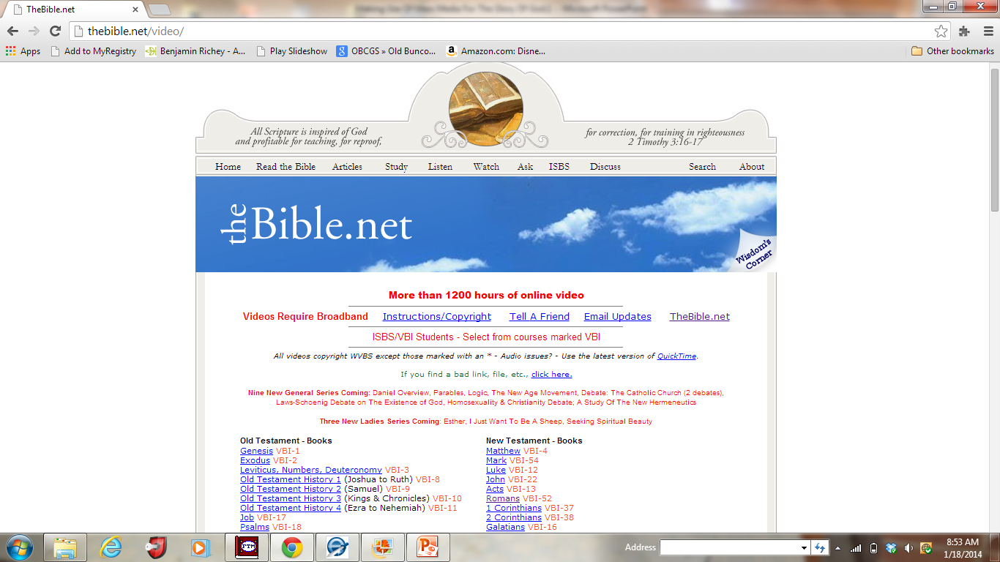 TheBible.net
Making Use Of Video Media For The Glory Of God - Microsoft PowerPoint
thebible.net/video/
Apps Add to MyRegistry Benjamin Richey - A... Play Slideshow OBCGS » Old Bunco... Amazon.com: Disne... Other bookmarks
All Scripture is inspired of God
and profitable for teaching, for reproof,
for correction, for training in righteousness
2 Timothy 3:16-17
Home Read the Bible Articles Study Listen Watch Ask ISBS Discuss Search About
theBible.net
Wisdom's
Corner
More than 1200 hours of online video
Videos Require Broadband Instructions/Copyright Tell A Friend Email Updates TheBible.net
ISBS/VBI Students - Select from courses marked VBI
All videos copyright WVBS except those marked with an * - Audio issues? - Use the latest version of QuickTime.
If you find a bad link, file, etc., click here.
Nine New General Series Coming: Daniel Overview, Parables, Logic, The New Age Movement, Debate: The Catholic Church (2 debates),
Laws-Schoenig Debate on The Existence of God, Homosexuality & Christianity Debate; A Study Of The New Hermeneutics
Three New Ladies Series Coming: Esther, I Just Want To Be A Sheep, Seeking Spiritual Beauty
Old Testament - Books
Genesis VBI-1
Exodus VBI-2
Leviticus, Numbers, Deuteronomy VBI-3
Old Testament History 1 (Joshua to Ruth) VBI-8
Old Testament History 2 (Samuel) VBI-9
Old Testament History 3 (Kings & Chronicles) VBI-10
Old Testament History 4 (Ezra to Nehemiah) VBI-11
Job VBI-17
Psalms VBI-18
New Testament - Books
Matthew VBI-4
Mark VBI-54
Luke VBI-12
John VBI-22
Acts VBI-13
Romans VBI-52
1 Corinthians VBI-37
2 Corinthians VBI-38
Galatians VBI-16
FTM
Address
8:53 AM
1/18/2014